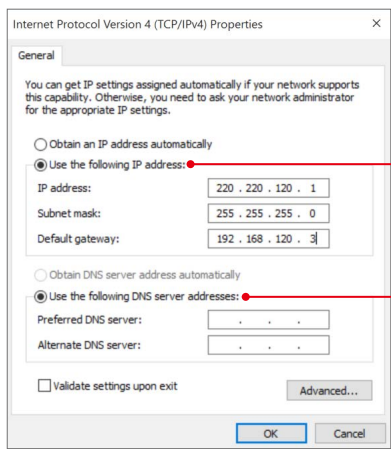 Internet Protocol Version 4 (TCP/IPv4) Properties
General
You can get IP settings assigned automatically if your network supports
this capability. Otherwise, you need to ask your network administrator
for the appropriate IP settings.
Obtain an IP address automatically
Use the following IP address:
IP address: 220 . 220 . 120 . 1
Subnet mask: 255 . 255 . 255 . 0
Default gateway: 192 . 168 . 120 . 3
Obtain DNS server address automatically
Use the following DNS server addresses:
Preferred DNS server: . . .
Alternate DNS server: . . .
Validate settings upon exit
Advanced...
OK Cancel